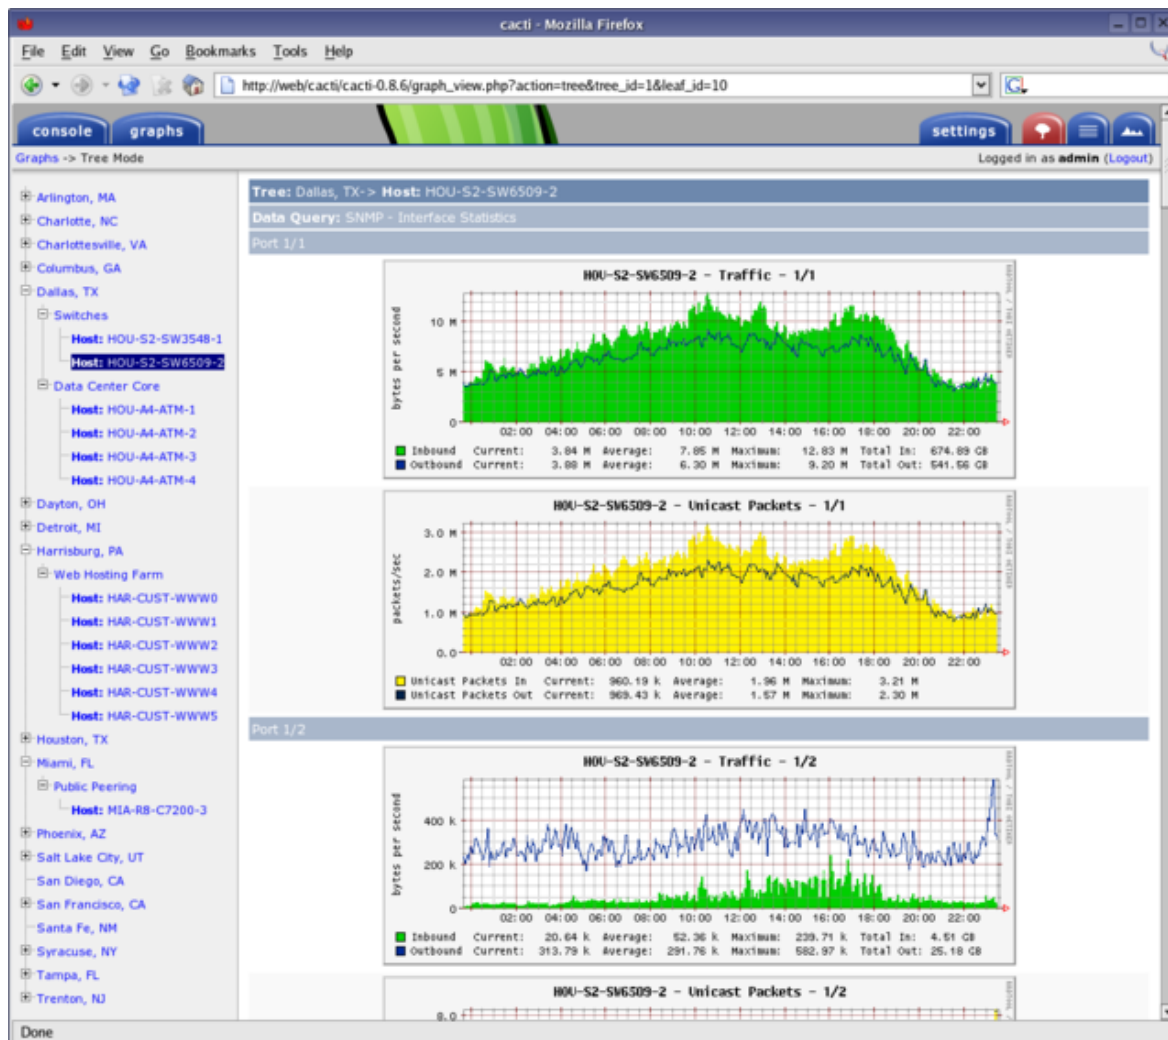 cacti - Mozilla Firefox
File Edit View Go Bookmarks Tools Help
http://web/cacti/cacti-0.8.6/graph_view.php?action=tree&tree_id=1&leaf_id=10
console graphs settings
Graphs -> Tree Mode
Logged in as admin (Logout)
Arlington, MA
Charlotte, NC
Charlottesville, VA
Columbus, GA
Dallas, TX
Switches
Host: HOU-S2-SW3548-1
Host: HOU-S2-SW6509-2
Data Center Core
Host: HOU-A4-ATM-1
Host: HOU-A4-ATM-2
Host: HOU-A4-ATM-3
Host: HOU-A4-ATM-4
Dayton, OH
Detroit, MI
Harrisburg, PA
Web Hosting Farm
Host: HAR-CUST-WWW0
Host: HAR-CUST-WWW1
Host: HAR-CUST-WWW2
Host: HAR-CUST-WWW3
Host: HAR-CUST-WWW4
Host: HAR-CUST-WWW5
Houston, TX
Miami, FL
Public Peering
Host: MIA-R8-C7200-3
Phoenix, AZ
Salt Lake City, UT
San Diego, CA
San Francisco, CA
Santa Fe, NM
Syracuse, NY
Tampa, FL
Trenton, NJ
Tree: Dallas, TX-> Host: HOU-S2-SW6509-2
Data Query: SNMP - Interface Statistics
Port 1/1
HOU-S2-SW6509-2 - Traffic - 1/1
bytes per second
10 M
5 M
0
02:00 04:00 06:00 08:00 10:00 12:00 14:00 16:00 18:00 20:00 22:00
Inbound Current: 3.84 M Average: 7.85 M Maximum: 12.83 M Total In: 674.89 GB
Outbound Current: 3.88 M Average: 6.30 M Maximum: 9.20 M Total Out: 541.56 GB
HOU-S2-SW6509-2 - Unicast Packets - 1/1
packets/sec
3.0 M
2.0 M
1.0 M
0.0
02:00 04:00 06:00 08:00 10:00 12:00 14:00 16:00 18:00 20:00 22:00
Unicast Packets In Current: 960.19 k Average: 1.96 M Maximum: 3.21 M
Unicast Packets Out Current: 969.43 k Average: 1.57 M Maximum: 2.30 M
Port 1/2
HOU-S2-SW6509-2 - Traffic - 1/2
bytes per second
400 k
200 k
0
02:00 04:00 06:00 08:00 10:00 12:00 14:00 16:00 18:00 20:00 22:00
Inbound Current: 20.64 k Average: 52.36 k Maximum: 239.71 k Total In: 4.51 GB
Outbound Current: 313.79 k Average: 291.76 k Maximum: 582.97 k Total Out: 25.18 GB
HOU-S2-SW6509-2 - Unicast Packets - 1/2
8.0
Done